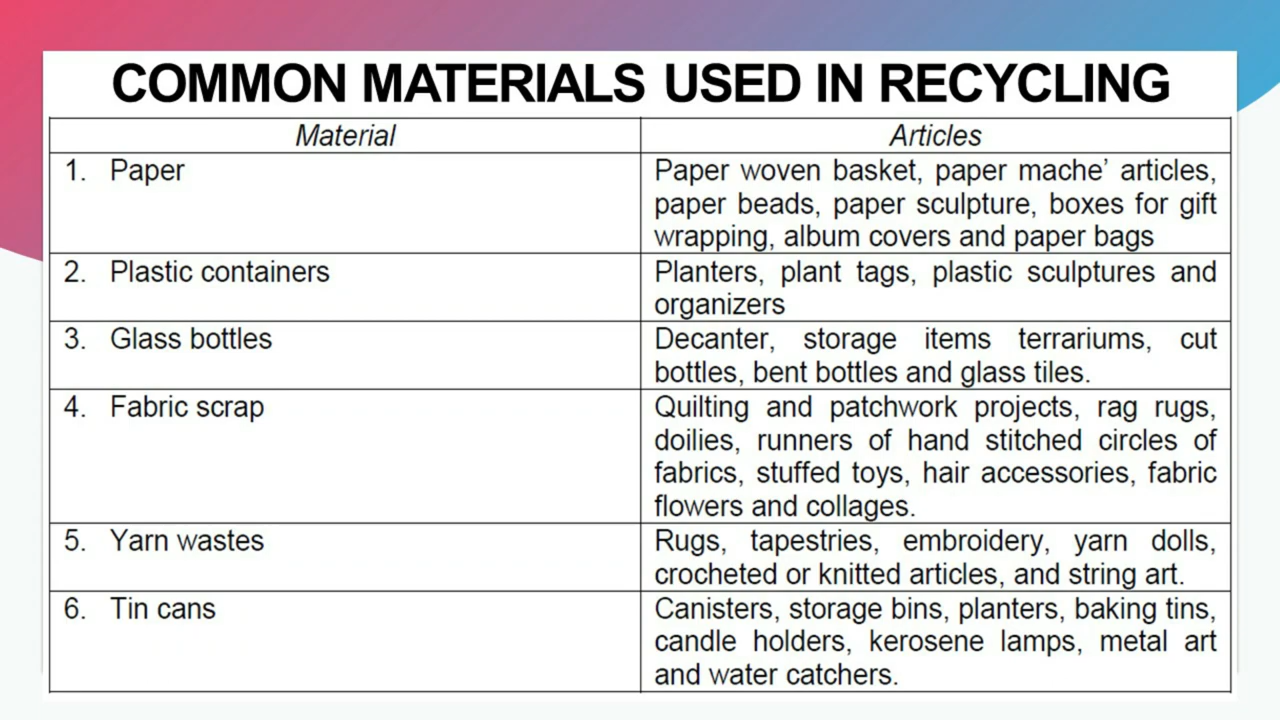 COMMON MATERIALS USED IN RECYCLING
Material
Articles
1. Paper
Paper woven basket, paper mache’ articles,
paper beads, paper sculpture, boxes for gift
wrapping, album covers and paper bags
2. Plastic containers
Planters, plant tags, plastic sculptures and
organizers
3. Glass bottles
Decanter, storage items terrariums, cut
bottles, bent bottles and glass tiles.
4. Fabric scrap
Quilting and patchwork projects, rag rugs,
doilies, runners of hand stitched circles of
fabrics, stuffed toys, hair accessories, fabric
flowers and collages.
5. Yarn wastes
Rugs, tapestries, embroidery, yarn dolls,
crocheted or knitted articles, and string art.
6. Tin cans
Canisters, storage bins, planters, baking tins,
candle holders, kerosene lamps, metal art
and water catchers.